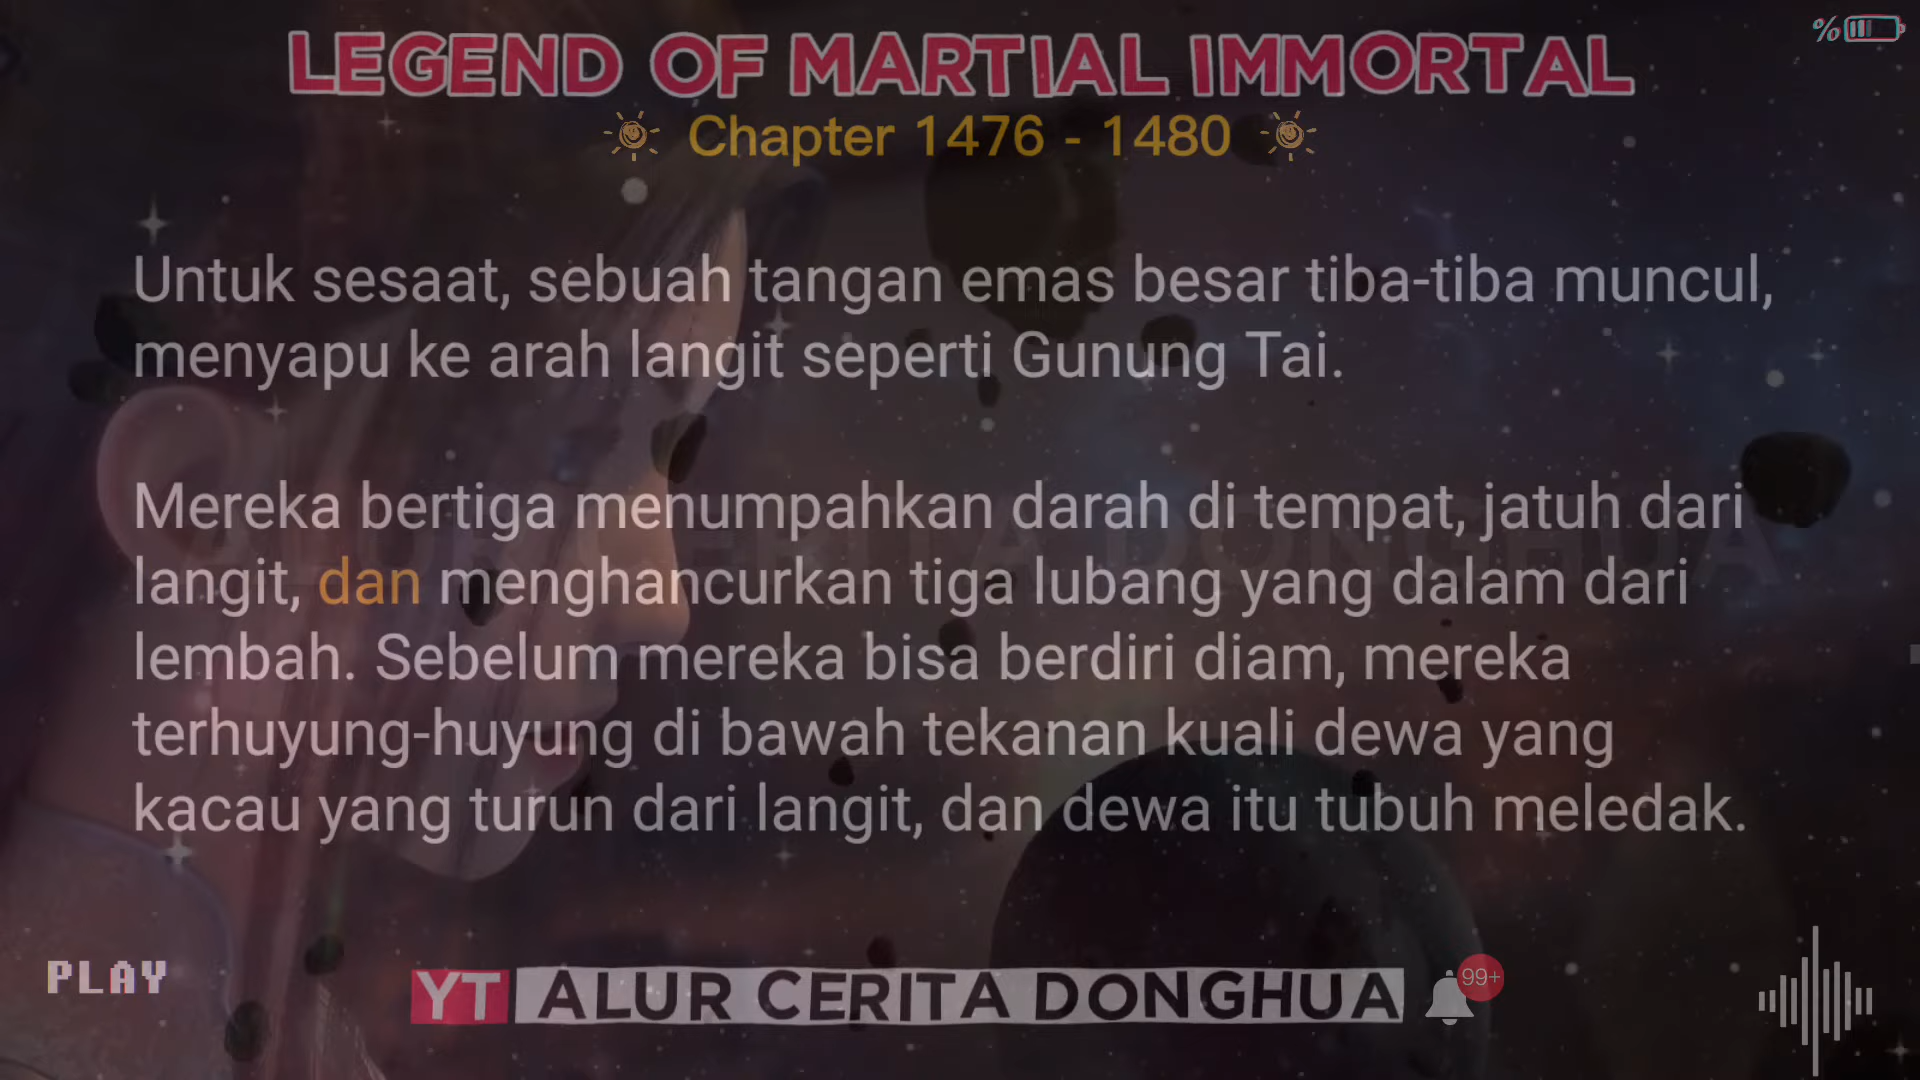 LEGEND OF MARTIAL IMMORTAL
%
Chapter 1476 - 1480
Untuk sesaat, sebuah tangan emas besar tiba-tiba muncul,
menyapu ke arah langit seperti Gunung Tai.
Mereka bertiga menumpahkan darah di tempat, jatuh dari
langit, dan menghancurkan tiga lubang yang dalam dari
lembah. Sebelum mereka bisa berdiri diam, mereka
terhuyung-huyung di bawah tekanan kuali dewa yang
kacau yang turun dari langit, dan dewa itu tubuh meledak.
PLAY
YT ALUR CERITA DONGHUA
99+